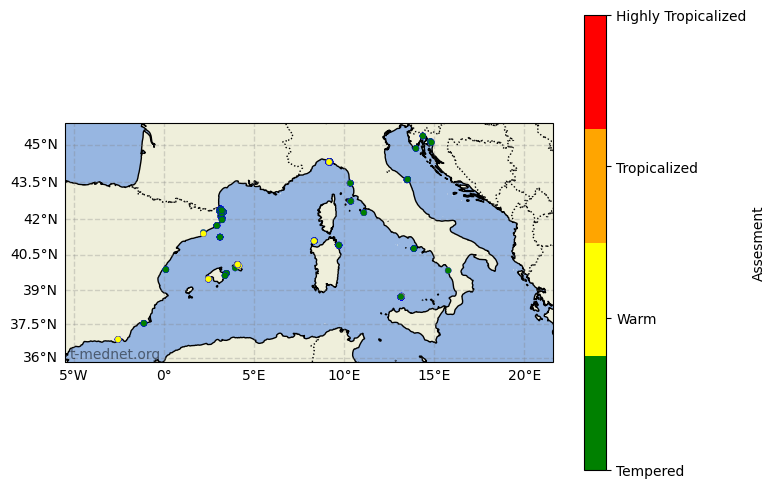 Highly Tropicalized
Tropicalized
Warm
Tempered
Assesment
45°N
43.5°N
42°N
40.5°N
39°N
37.5°N
36°N
t-mednet.org
5°W
0°
5°E
10°E
15°E
20°E